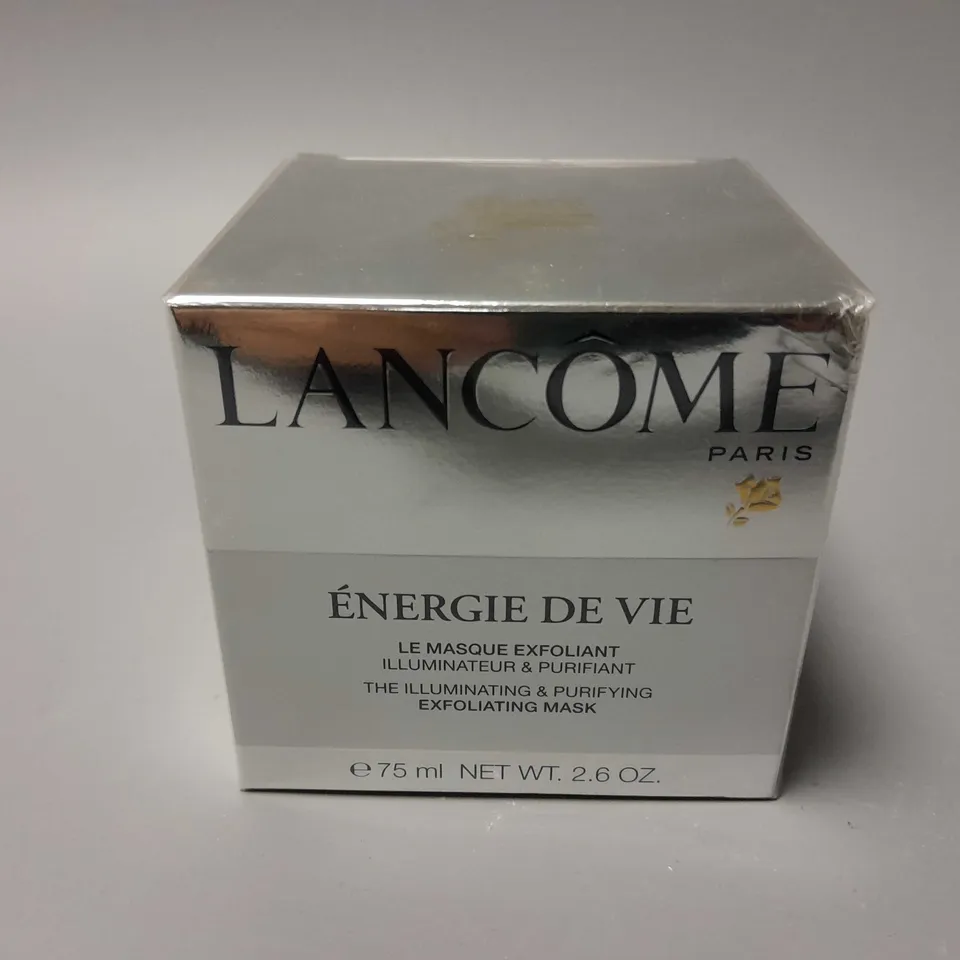 LANCÔME
PARIS
ÉNERGIE DE VIE
LE MASQUE EXFOLIANT
ILLUMINATEUR & PURIFIANT
THE ILLUMINATING & PURIFYING
EXFOLIATING MASK
℮ 75 ml NET WT. 2.6 OZ.